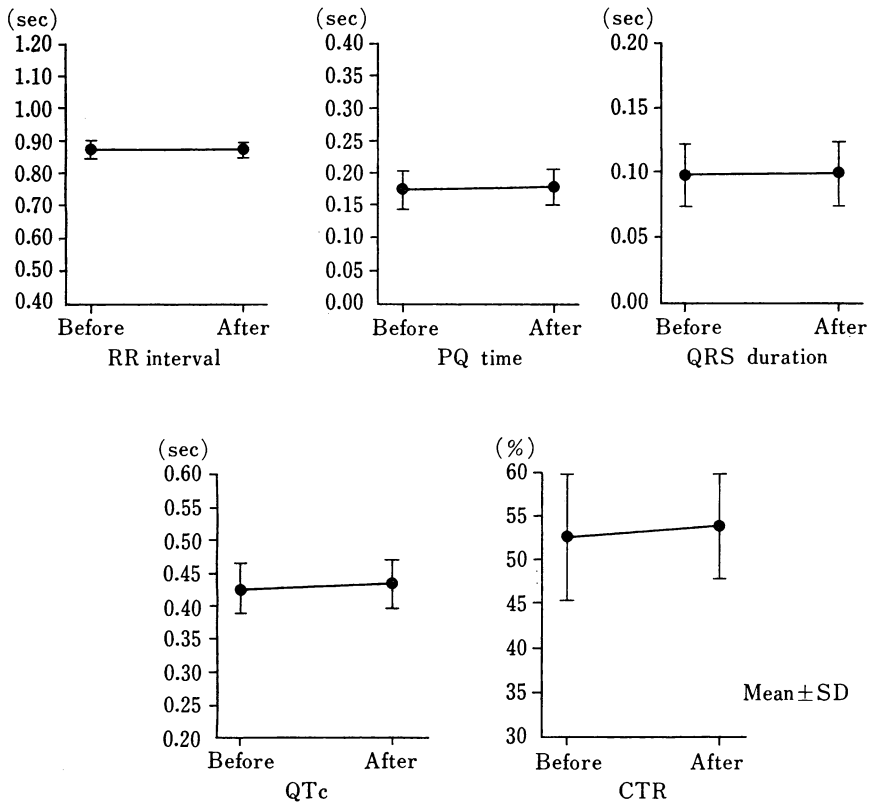 (sec)
1.20
1.10
1.00
0.90
0.80
0.70
0.60
0.50
0.40
Before After
RR interval
(sec)
0.40
0.35
0.30
0.25
0.20
0.15
0.10
0.05
0.00
Before After
PQ time
(sec)
0.20
0.15
0.10
0.05
0.00
Before After
QRS duration
(sec)
0.60
0.55
0.50
0.45
0.40
0.35
0.30
0.25
0.20
Before After
QTc
(%)
60
55
50
45
40
35
30
Before After
CTR
Mean±SD